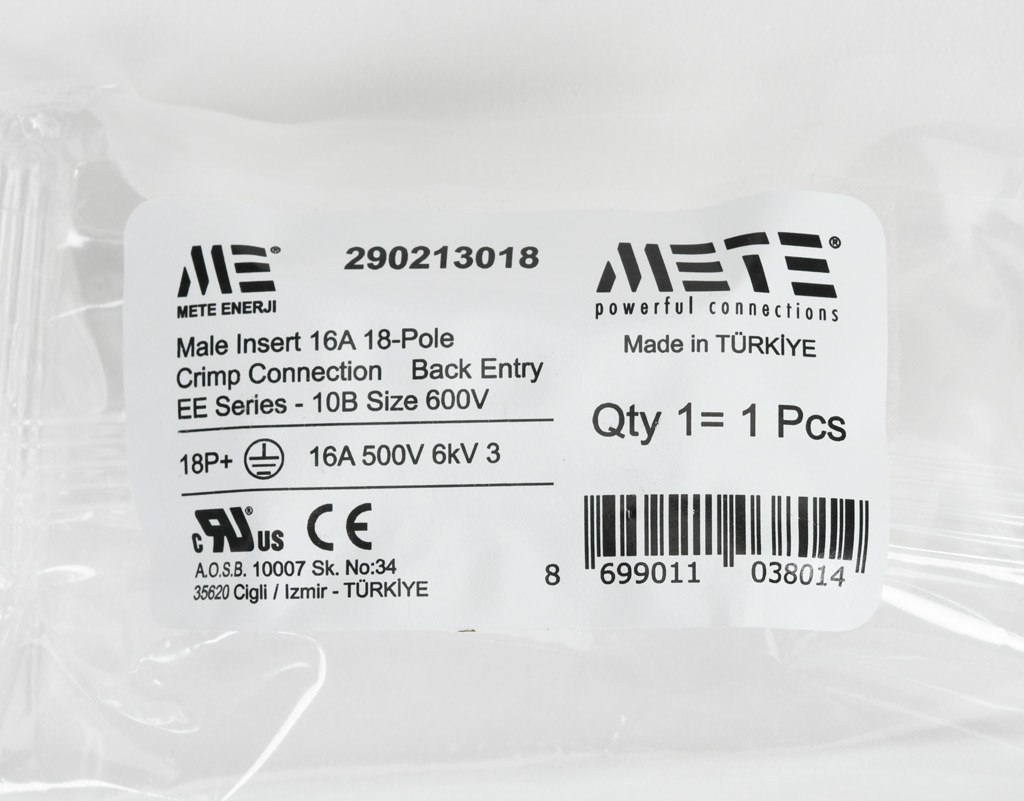 ME®
METE ENERJI
290213018
METE®
powerful connections
Made in TÜRKİYE
Male Insert 16A 18-Pole
Crimp Connection Back Entry
EE Series - 10B Size 600V
Qty 1= 1 Pcs
18P+ 16A 500V 6kV 3
c RU® US CE
A.O.S.B. 10007 Sk. No:34
35620 Cigli / Izmir - TÜRKİYE
8 699011 038014